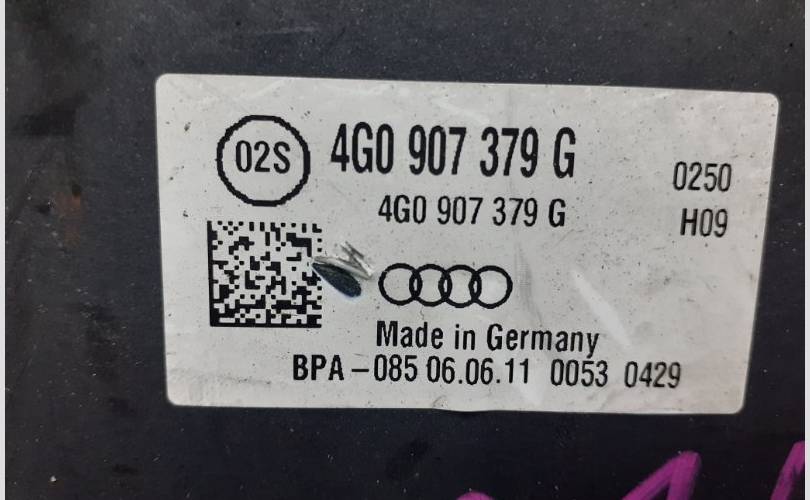 02S 4G0 907 379 G
0250
4G0 907 379 G
H09
Made in Germany
BPA-085 06.06.11 0053 0429